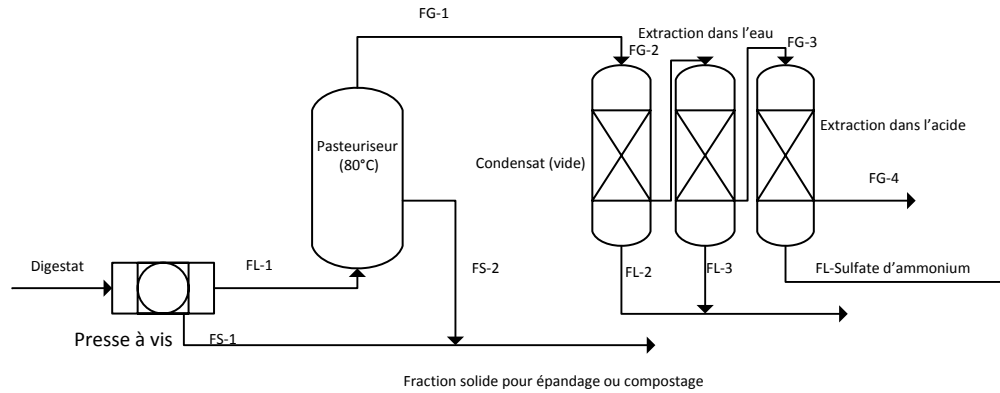 FG-1
Extraction dans l’eau
FG-2
FG-3
Pasteuriseur
(80°C)
Extraction dans l’acide
Condensat (vide)
FG-4
Digestat
FL-1
FS-2
FL-2
FL-3
FL-Sulfate d’ammonium
Presse à vis
FS-1
Fraction solide pour épandage ou compostage